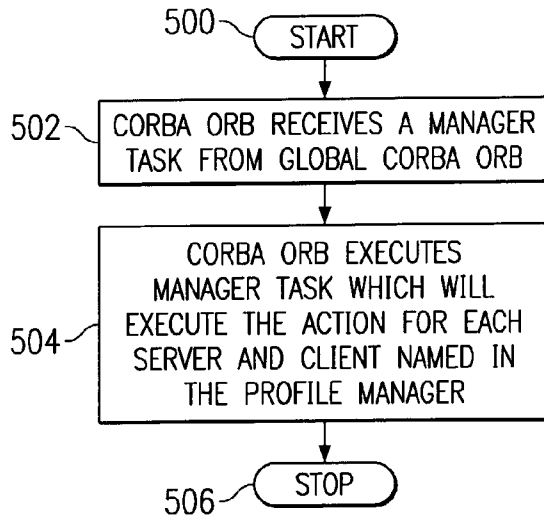 500
START
502
CORBA ORB RECEIVES A MANAGER
TASK FROM GLOBAL CORBA ORB
504
CORBA ORB EXECUTES
MANAGER TASK WHICH WILL
EXECUTE THE ACTION FOR EACH
SERVER AND CLIENT NAMED IN
THE PROFILE MANAGER
506
STOP